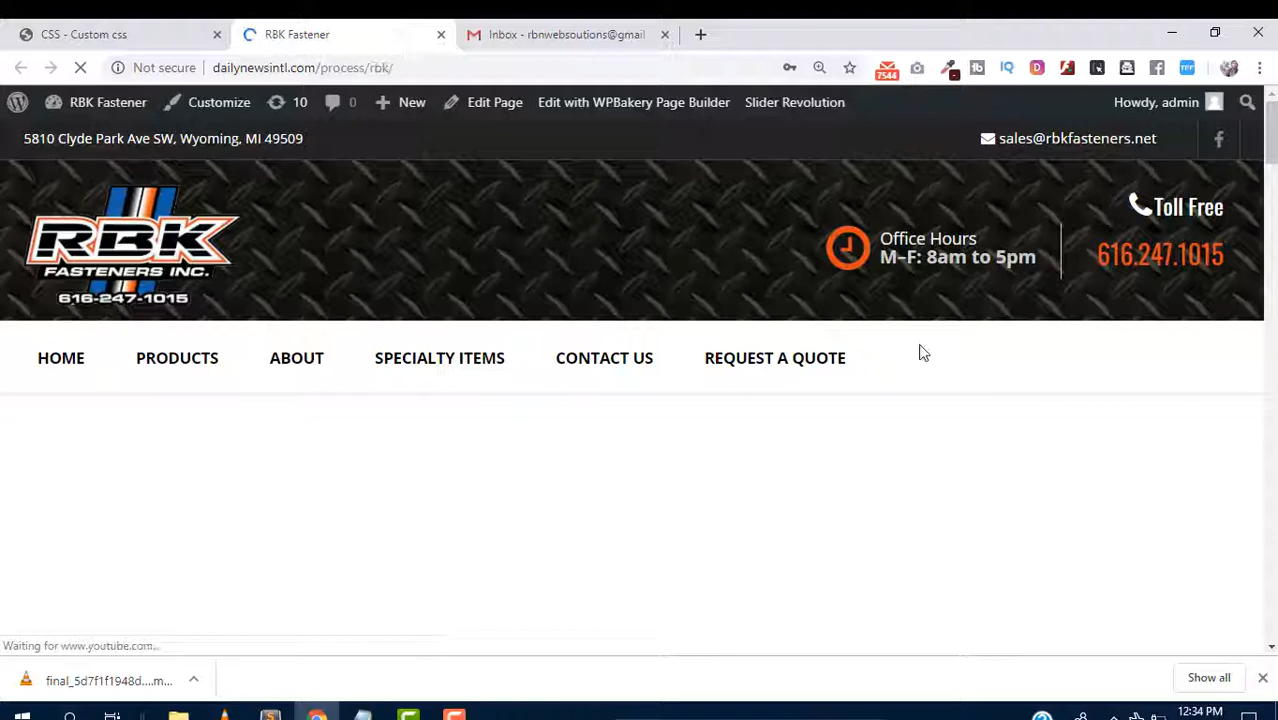 CSS - Custom css
RBK Fastener
Inbox - rbnwebsoutions@gmail
Not secure
dailynewsintl.com/process/rbk/
7544
RBK Fastener
Customize
10
0
New
Edit Page
Edit with WPBakery Page Builder
Slider Revolution
Howdy, admin
5810 Clyde Park Ave SW, Wyoming, MI 49509
sales@rbkfasteners.net
RBK
FASTENERS INC.
616-247-1015
Office Hours
M–F: 8am to 5pm
Toll Free
616.247.1015
HOME
PRODUCTS
ABOUT
SPECIALTY ITEMS
CONTACT US
REQUEST A QUOTE
Waiting for www.youtube.com...
final_5d7f1f1948d....m...
Show all
12:34 PM